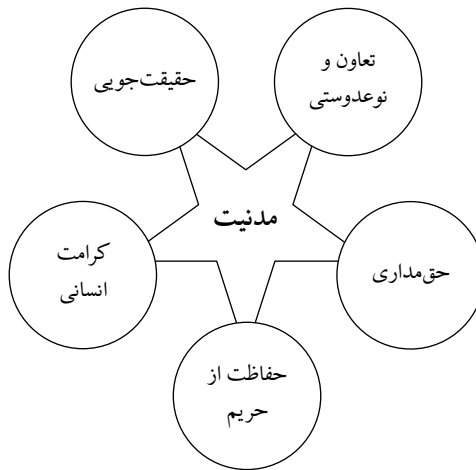 تعاون و
نوعدوستی
حقیقت‌جویی
مدنیت
حق‌مداری
کرامت
انسانی
حفاظت از
حریم